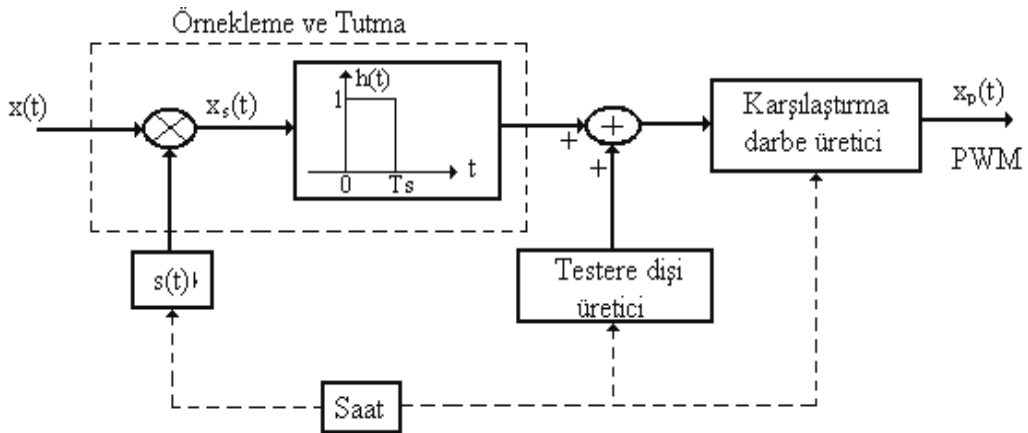 Örnekleme ve Tutma
x(t)
xₛ(t)
h(t)
1
0
Ts
t
+
+
+
Karşılaştırma
darbe üretici
xₚ(t)
PWM
s(t)
Testere dişi
üretici
Saat